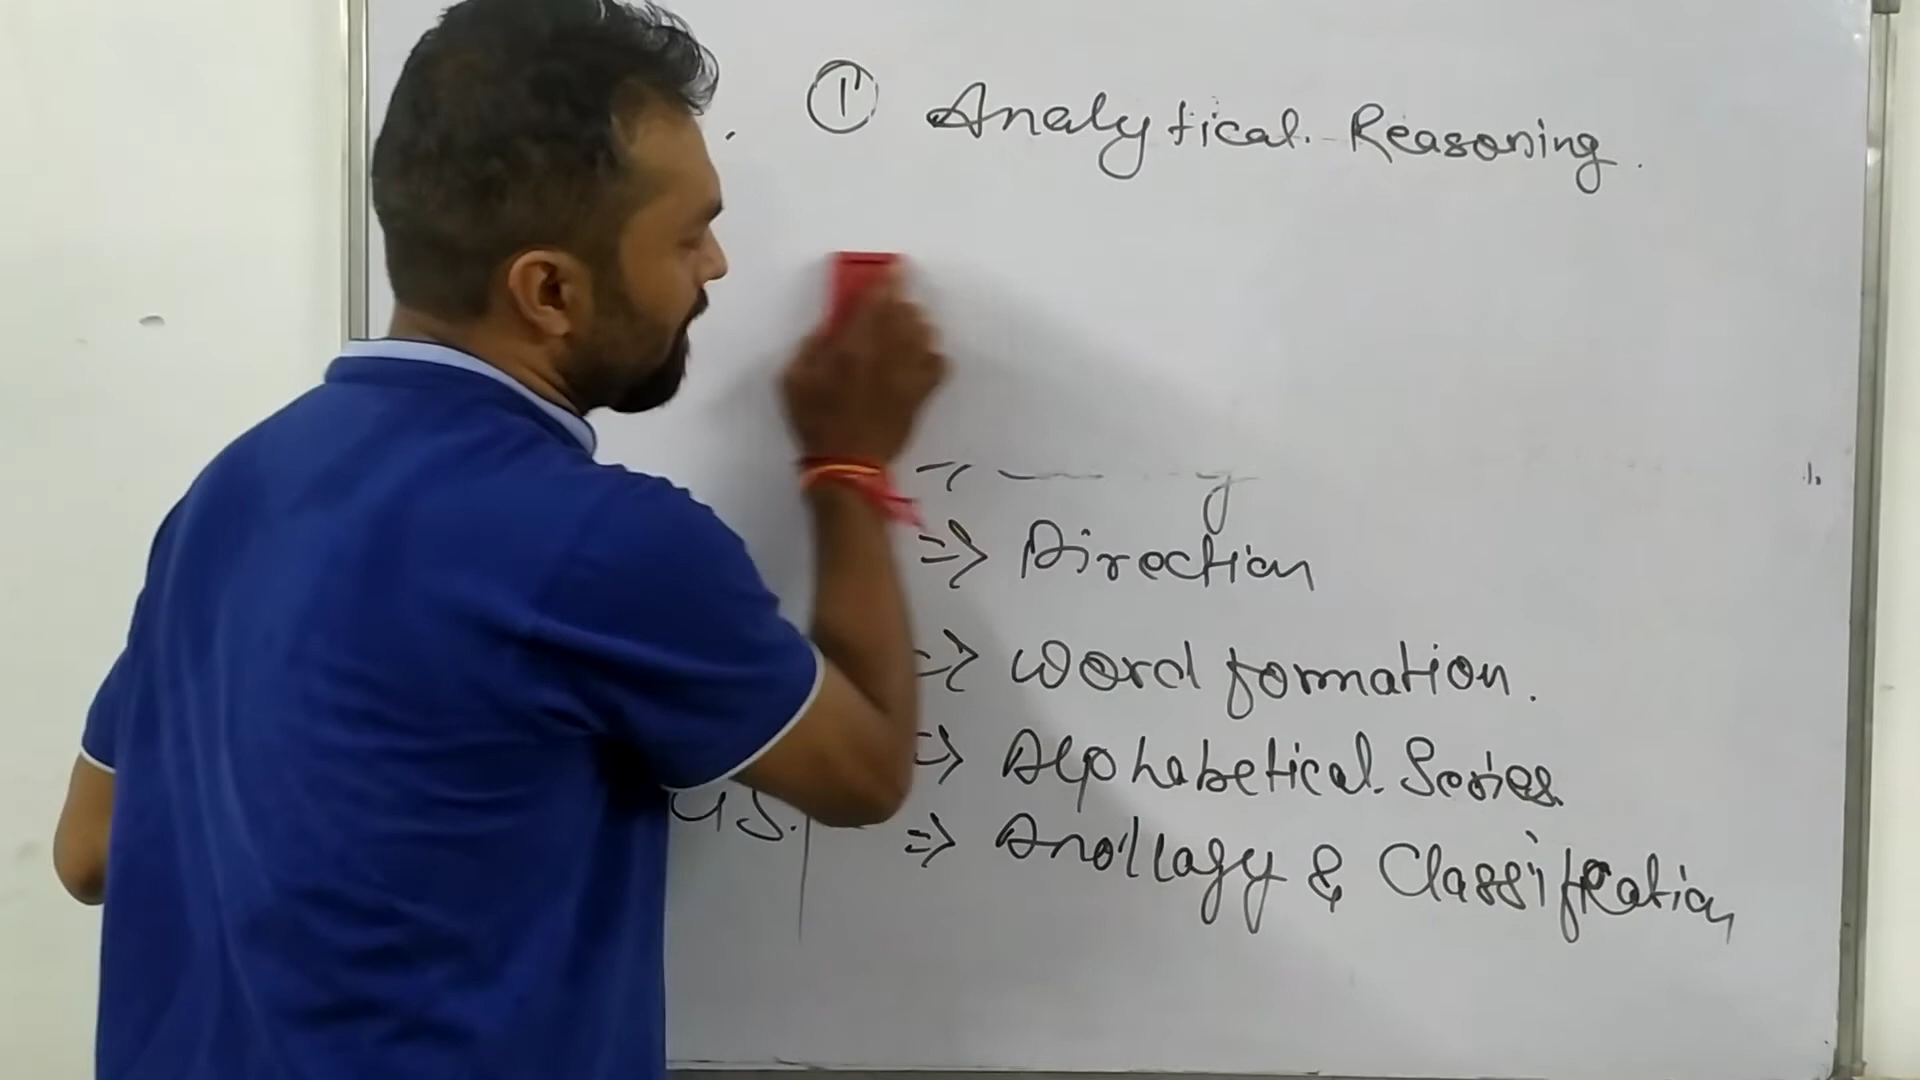 ① Analytical Reasoning.
⇒ Direction
⇒ Word formation.
⇒ Alphabetical Series
⇒ Anollagy & Classification